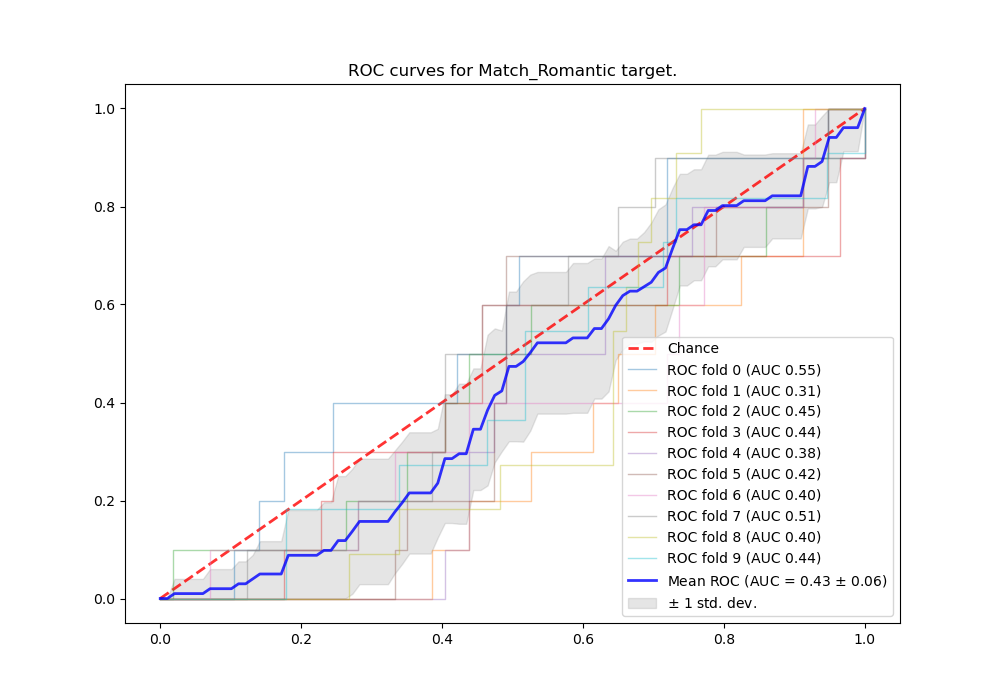 ROC curves for Match_Romantic target.
1.0
0.8
0.6
0.4
0.2
0.0
Chance
ROC fold 0 (AUC 0.55)
ROC fold 1 (AUC 0.31)
ROC fold 2 (AUC 0.45)
ROC fold 3 (AUC 0.44)
ROC fold 4 (AUC 0.38)
ROC fold 5 (AUC 0.42)
ROC fold 6 (AUC 0.40)
ROC fold 7 (AUC 0.51)
ROC fold 8 (AUC 0.40)
ROC fold 9 (AUC 0.44)
Mean ROC (AUC = 0.43 ± 0.06)
± 1 std. dev.
0.0 0.2 0.4 0.6 0.8 1.0